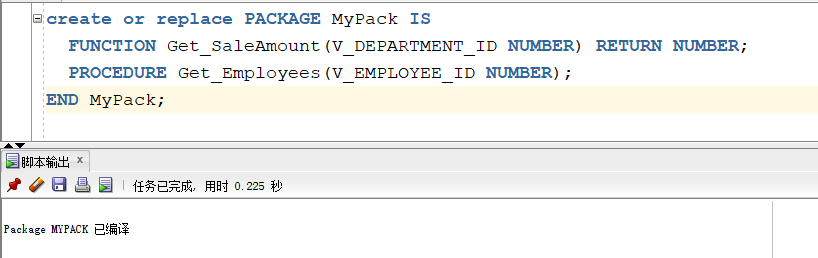 create or replace PACKAGE MyPack IS
FUNCTION Get_SaleAmount(V_DEPARTMENT_ID NUMBER) RETURN NUMBER;
PROCEDURE Get_Employees(V_EMPLOYEE_ID NUMBER);
END MyPack;
脚本输出 ×
任务已完成, 用时 0.225 秒
Package MYPACK 已编译